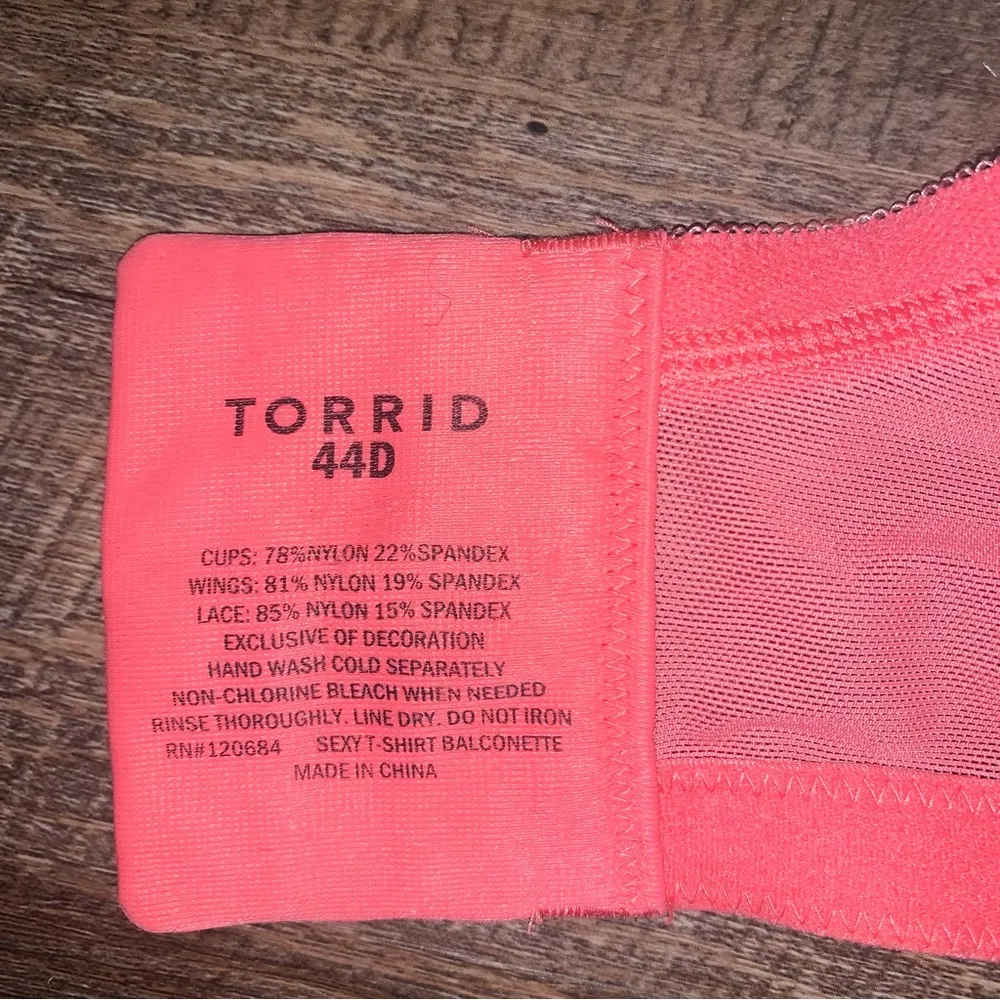 TORRID
44D
CUPS: 78%NYLON 22%SPANDEX
WINGS: 81% NYLON 19% SPANDEX
LACE: 85% NYLON 15% SPANDEX
EXCLUSIVE OF DECORATION
HAND WASH COLD SEPARATELY
NON-CHLORINE BLEACH WHEN NEEDED
RINSE THOROUGHLY. LINE DRY. DO NOT IRON
RN#120684 SEXY T-SHIRT BALCONETTE
MADE IN CHINA